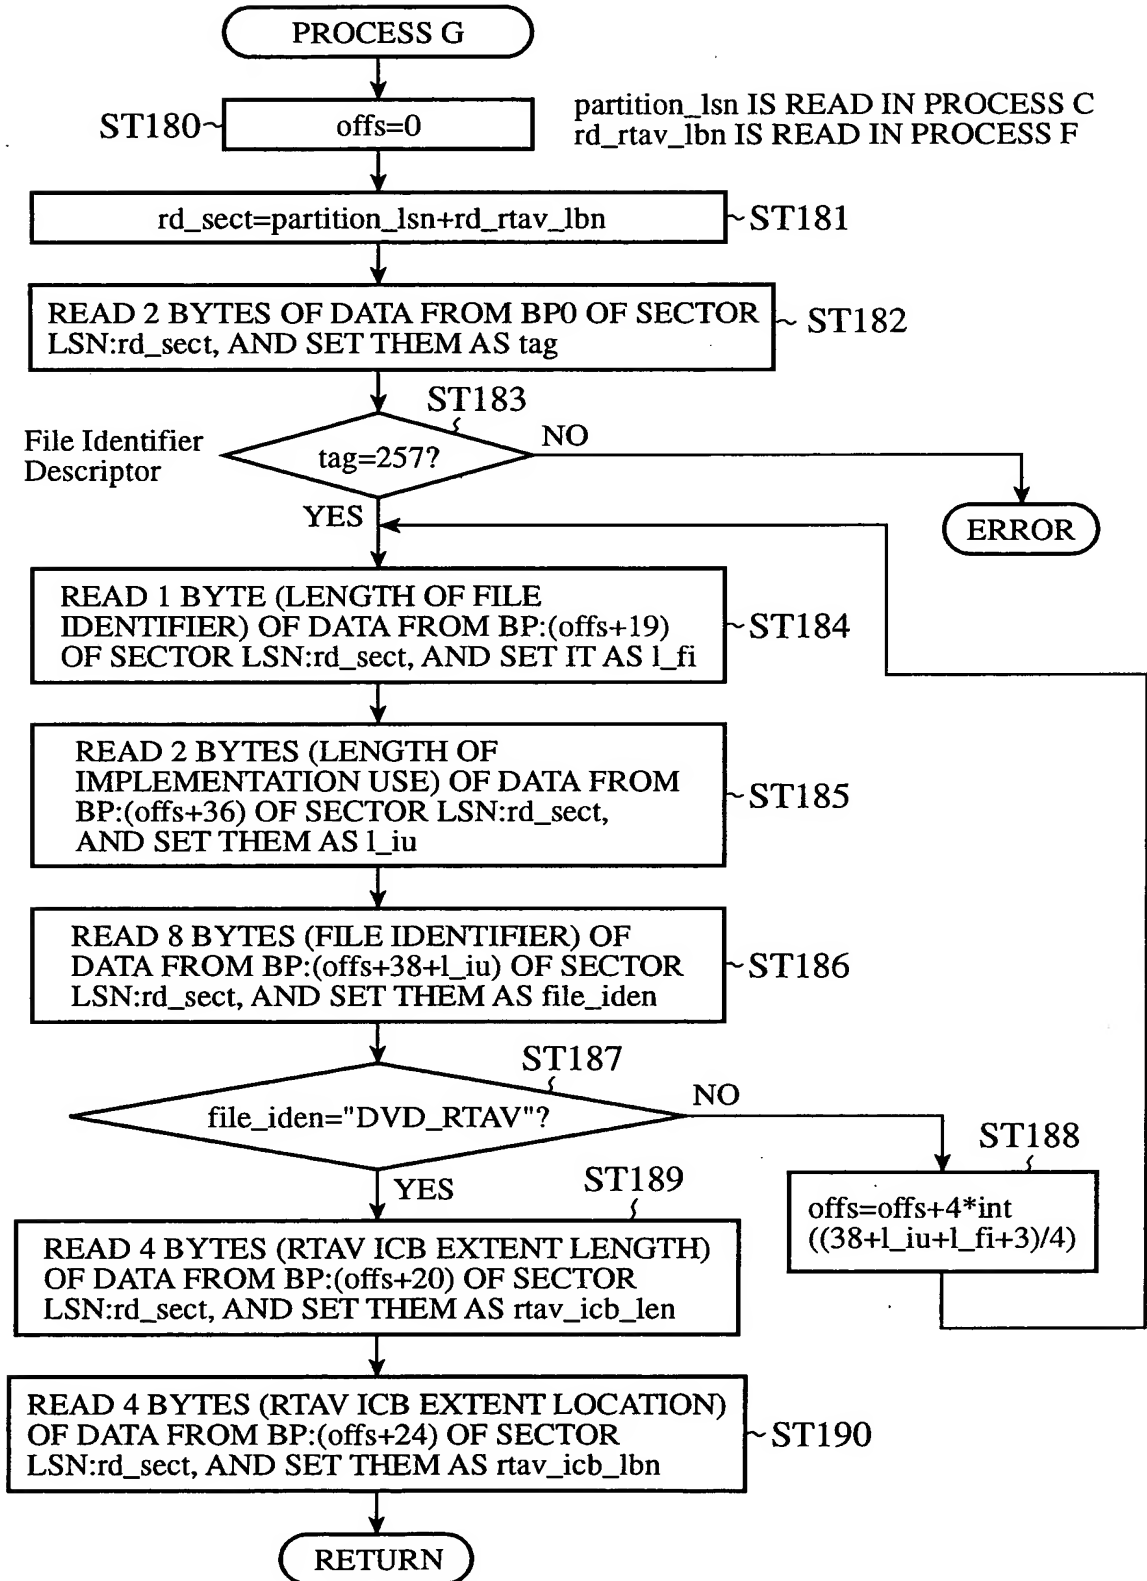 PROCESS G
ST180
offs=0
partition_lsn IS READ IN PROCESS C
rd_rtav_lbn IS READ IN PROCESS F
rd_sect=partition_lsn+rd_rtav_lbn
ST181
READ 2 BYTES OF DATA FROM BP0 OF SECTOR
LSN:rd_sect, AND SET THEM AS tag
ST182
ST183
File Identifier
Descriptor
tag=257?
NO
YES
ERROR
READ 1 BYTE (LENGTH OF FILE
IDENTIFIER) OF DATA FROM BP:(offs+19)
OF SECTOR LSN:rd_sect, AND SET IT AS l_fi
ST184
READ 2 BYTES (LENGTH OF
IMPLEMENTATION USE) OF DATA FROM
BP:(offs+36) OF SECTOR LSN:rd_sect,
AND SET THEM AS l_iu
ST185
READ 8 BYTES (FILE IDENTIFIER) OF
DATA FROM BP:(offs+38+l_iu) OF SECTOR
LSN:rd_sect, AND SET THEM AS file_iden
ST186
ST187
file_iden="DVD_RTAV"?
NO
YES
ST188
offs=offs+4*int
((38+l_iu+l_fi+3)/4)
ST189
READ 4 BYTES (RTAV ICB EXTENT LENGTH)
OF DATA FROM BP:(offs+20) OF SECTOR
LSN:rd_sect, AND SET THEM AS rtav_icb_len
READ 4 BYTES (RTAV ICB EXTENT LOCATION)
OF DATA FROM BP:(offs+24) OF SECTOR
LSN:rd_sect, AND SET THEM AS rtav_icb_lbn
ST190
RETURN